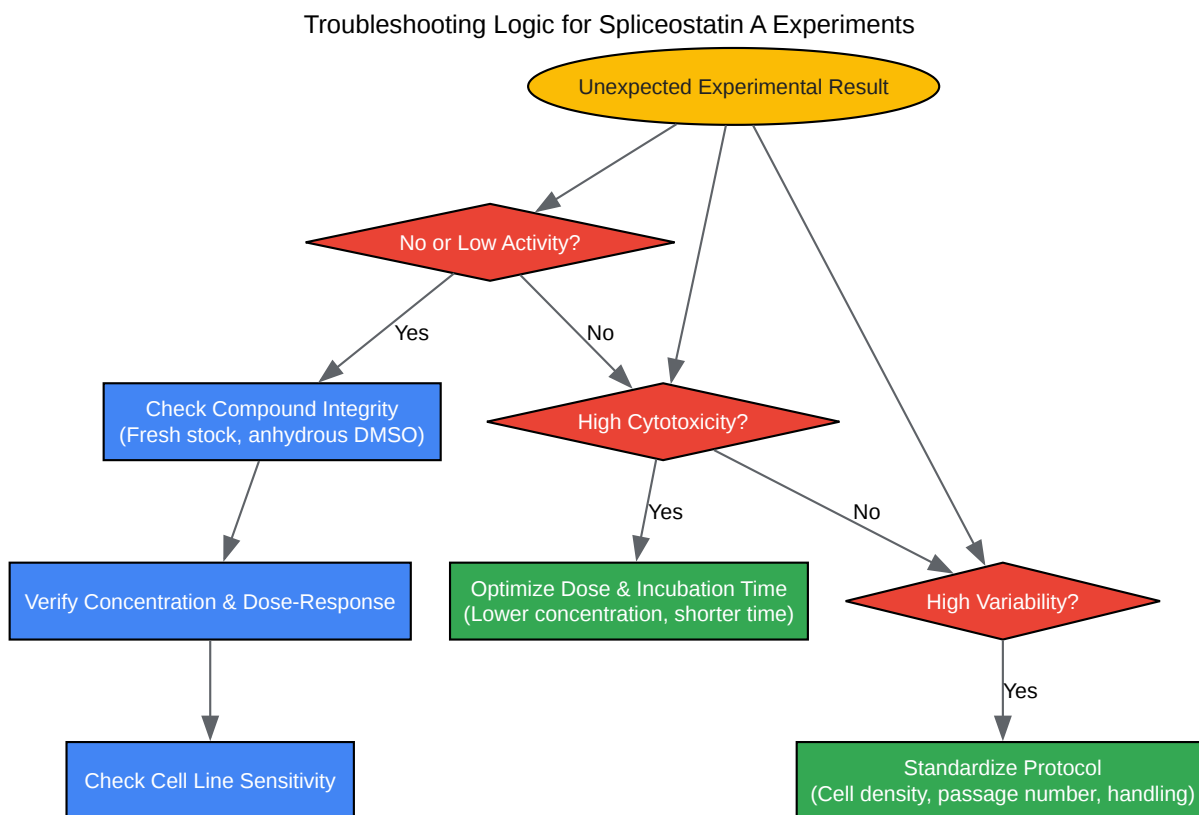 Troubleshooting Logic for Spliceostatin A Experiments
Unexpected Experimental Result
No or Low Activity?
Yes
No
Check Compound Integrity
(Fresh stock, anhydrous DMSO)
High Cytotoxicity?
Yes
No
Verify Concentration & Dose-Response
Optimize Dose & Incubation Time
(Lower concentration, shorter time)
High Variability?
Yes
Check Cell Line Sensitivity
Standardize Protocol
(Cell density, passage number, handling)